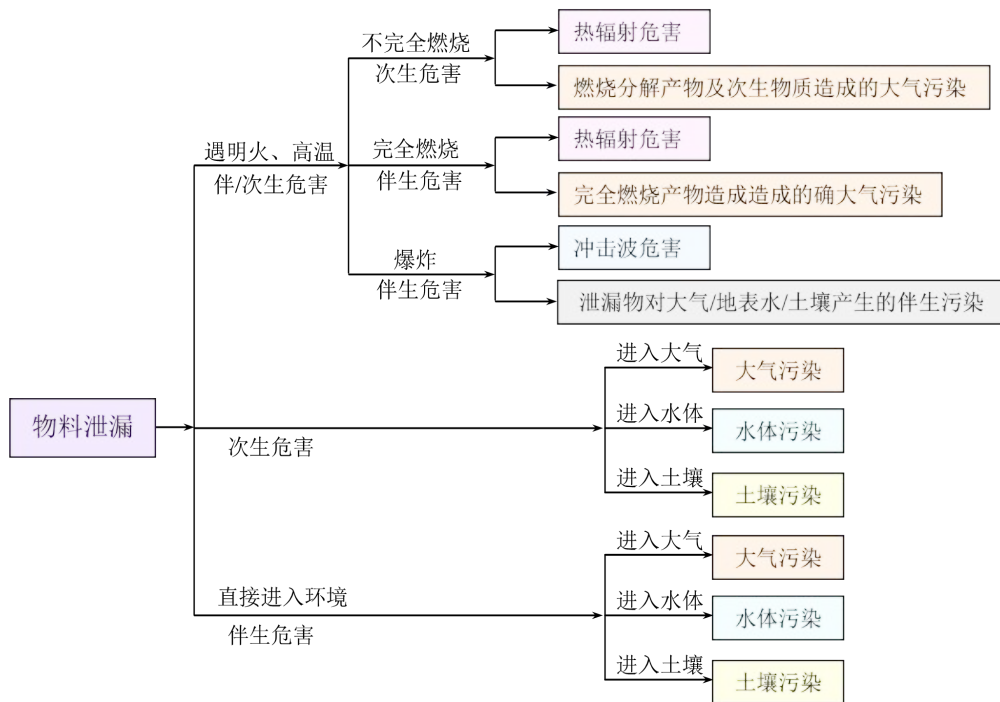 不完全燃烧
次生危害
热辐射危害
燃烧分解产物及次生物质造成的大气污染
遇明火、高温
伴/次生危害
完全燃烧
伴生危害
热辐射危害
完全燃烧产物造成造成的确大气污染
爆炸
伴生危害
冲击波危害
泄漏物对大气/地表水/土壤产生的伴生污染
物料泄漏
次生危害
进入大气
大气污染
进入水体
水体污染
进入土壤
土壤污染
直接进入环境
伴生危害
进入大气
大气污染
进入水体
水体污染
进入土壤
土壤污染